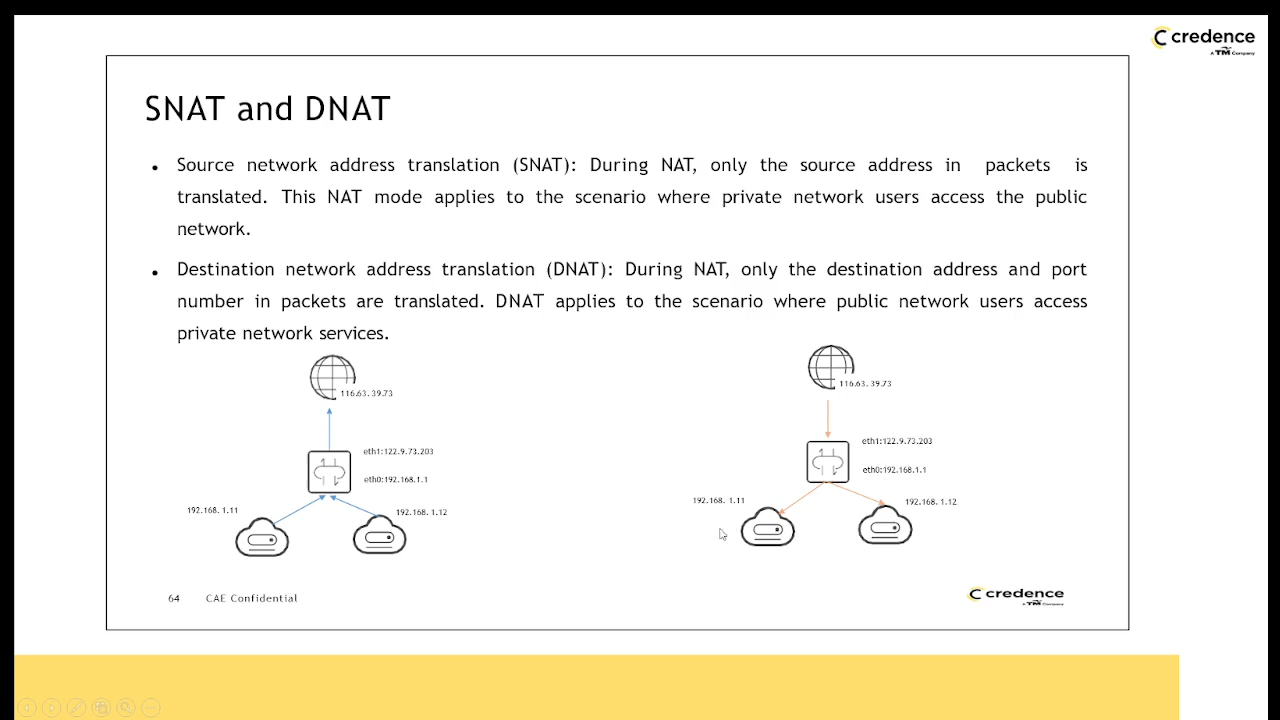 credence
A TM Company
SNAT and DNAT
• Source network address translation (SNAT): During NAT, only the source address in packets is
translated. This NAT mode applies to the scenario where private network users access the public
network.
• Destination network address translation (DNAT): During NAT, only the destination address and port
number in packets are translated. DNAT applies to the scenario where public network users access
private network services.
116.63. 39.73
eth1:122.9.73.203
eth0:192.168.1.1
192.168. 1.11
192.168. 1.12
116.63. 39.73
eth1:122.9.73.203
eth0:192.168.1.1
192.168. 1.11
192.168. 1.12
64 CAE Confidential
credence
A TM Company